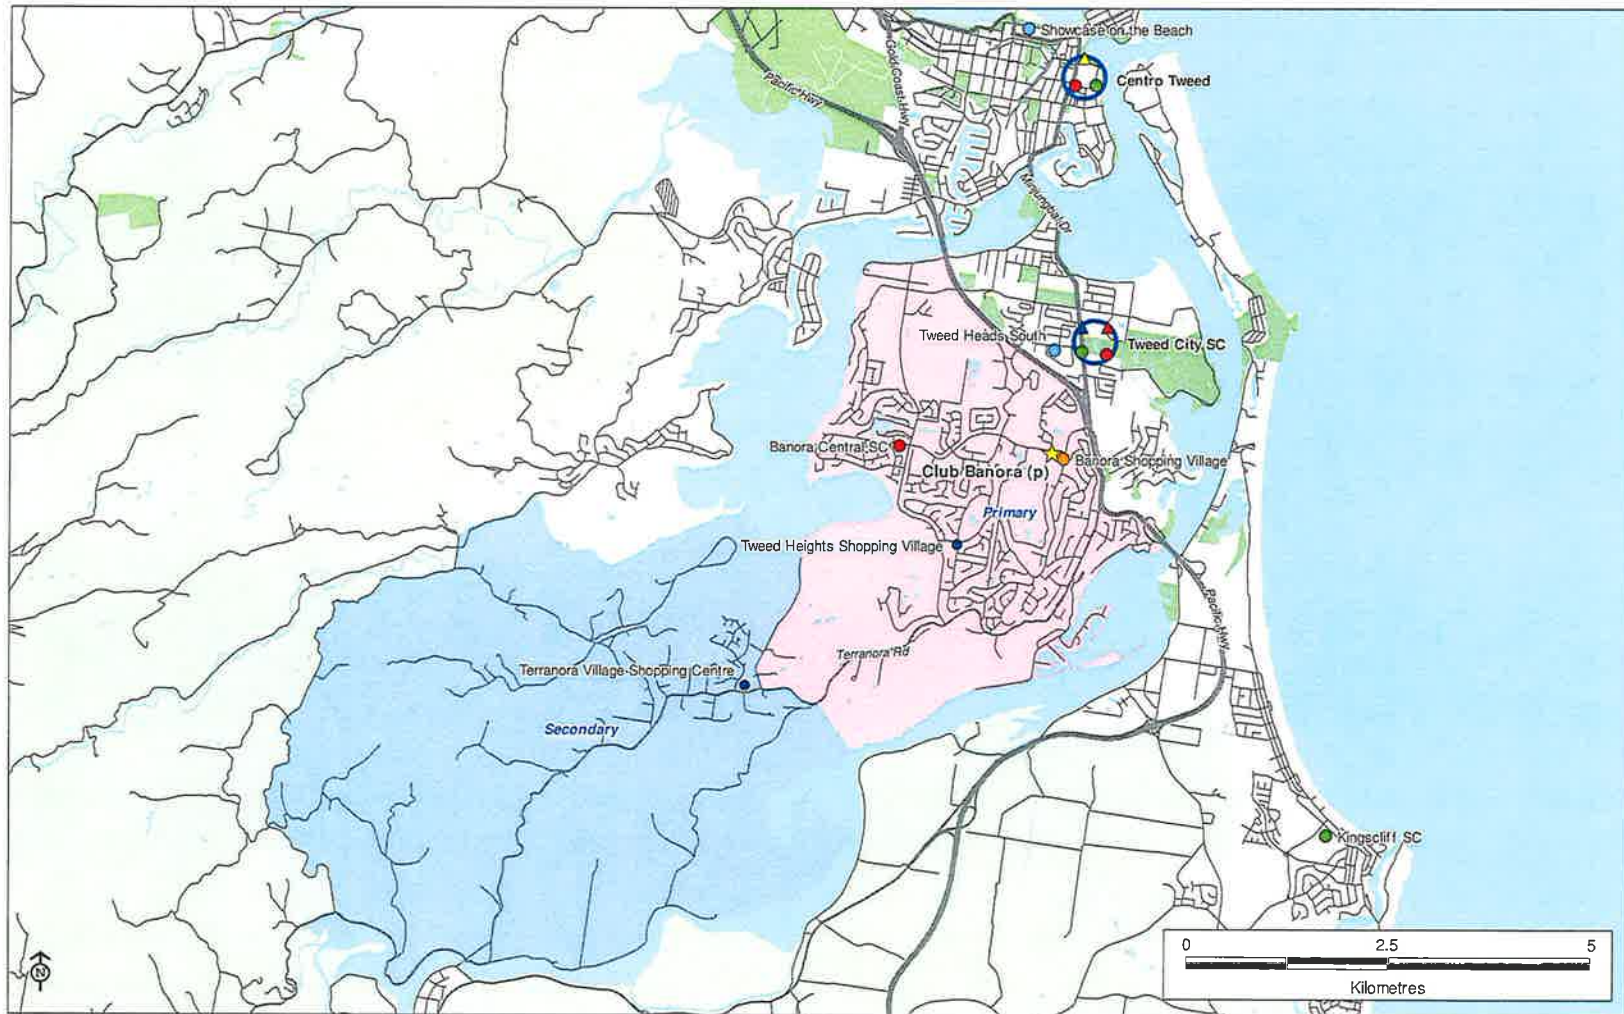 Showcase on the Beach
Centro Tweed
Pacific Hwy
Gold Coast Hwy
Minjungbal Dr
Tweed Heads South
Tweed City SC
Banora Central SC
Club Banora (p)
Banora Shopping Village
Primary
Tweed Heights Shopping Village
Pacific Hwy
Terranora Rd
Terranora Village Shopping Centre
Secondary
Kingscliff SC
0 2.5 5
Kilometres
N